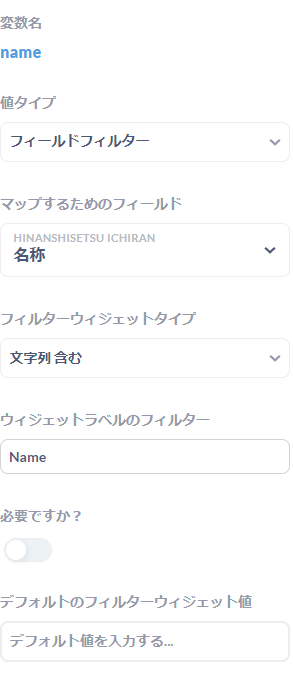 変数名
name
値タイプ
フィールドフィルター
マップするためのフィールド
HINANSHISETSU ICHIRAN
名称
フィルターウィジェットタイプ
文字列 含む
ウィジェットラベルのフィルター
Name
必要ですか？
デフォルトのフィルターウィジェット値
デフォルト値を入力する...